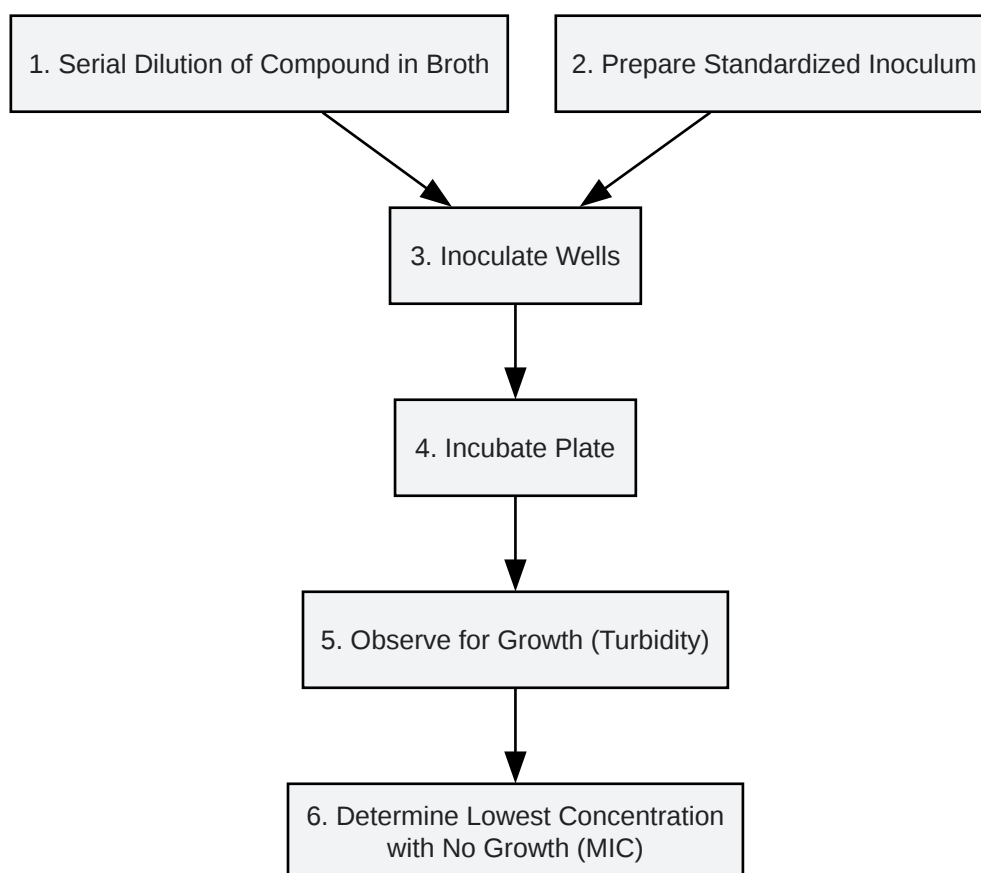 1. Serial Dilution of Compound in Broth
2. Prepare Standardized Inoculum
3. Inoculate Wells
4. Incubate Plate
5. Observe for Growth (Turbidity)
6. Determine Lowest Concentration
with No Growth (MIC)